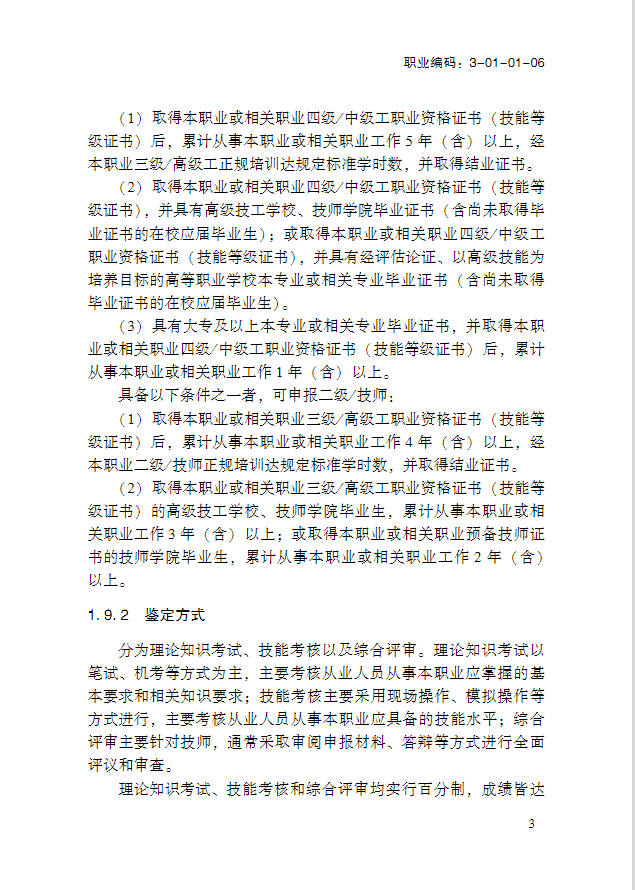 职业编码：3-01-01-06
（1）取得本职业或相关职业四级/中级工职业资格证书（技能等
级证书）后，累计从事本职业或相关职业工作 5 年（含）以上，经
本职业三级/高级工正规培训达规定标准学时数，并取得结业证书。
（2）取得本职业或相关职业四级/中级工职业资格证书（技能等
级证书），并具有高级技工学校、技师学院毕业证书（含尚未取得毕
业证书的在校应届毕业生）；或取得本职业或相关职业四级/中级工
职业资格证书（技能等级证书），并具有经评估论证、以高级技能为
培养目标的高等职业学校本专业或相关专业毕业证书（含尚未取得
毕业证书的在校应届毕业生）。
（3）具有大专及以上本专业或相关专业毕业证书，并取得本职
业或相关职业四级/中级工职业资格证书（技能等级证书）后，累计
从事本职业或相关职业工作 1 年（含）以上。
具备以下条件之一者，可申报二级/技师：
（1）取得本职业或相关职业三级/高级工职业资格证书（技能等
级证书）后，累计从事本职业或相关职业工作 4 年（含）以上，经
本职业二级/技师正规培训达规定标准学时数，并取得结业证书。
（2）取得本职业或相关职业三级/高级工职业资格证书（技能等
级证书）的高级技工学校、技师学院毕业生，累计从事本职业或相
关职业工作 3 年（含）以上；或取得本职业或相关职业预备技师证
书的技师学院毕业生，累计从事本职业或相关职业工作 2 年（含）
以上。
1.9.2 鉴定方式
分为理论知识考试、技能考核以及综合评审。理论知识考试以
笔试、机考等方式为主，主要考核从业人员从事本职业应掌握的基
本要求和相关知识要求；技能考核主要采用现场操作、模拟操作等
方式进行，主要考核从业人员从事本职业应具备的技能水平；综合
评审主要针对技师，通常采取审阅申报材料、答辩等方式进行全面
评议和审查。
理论知识考试、技能考核和综合评审均实行百分制，成绩皆达
3